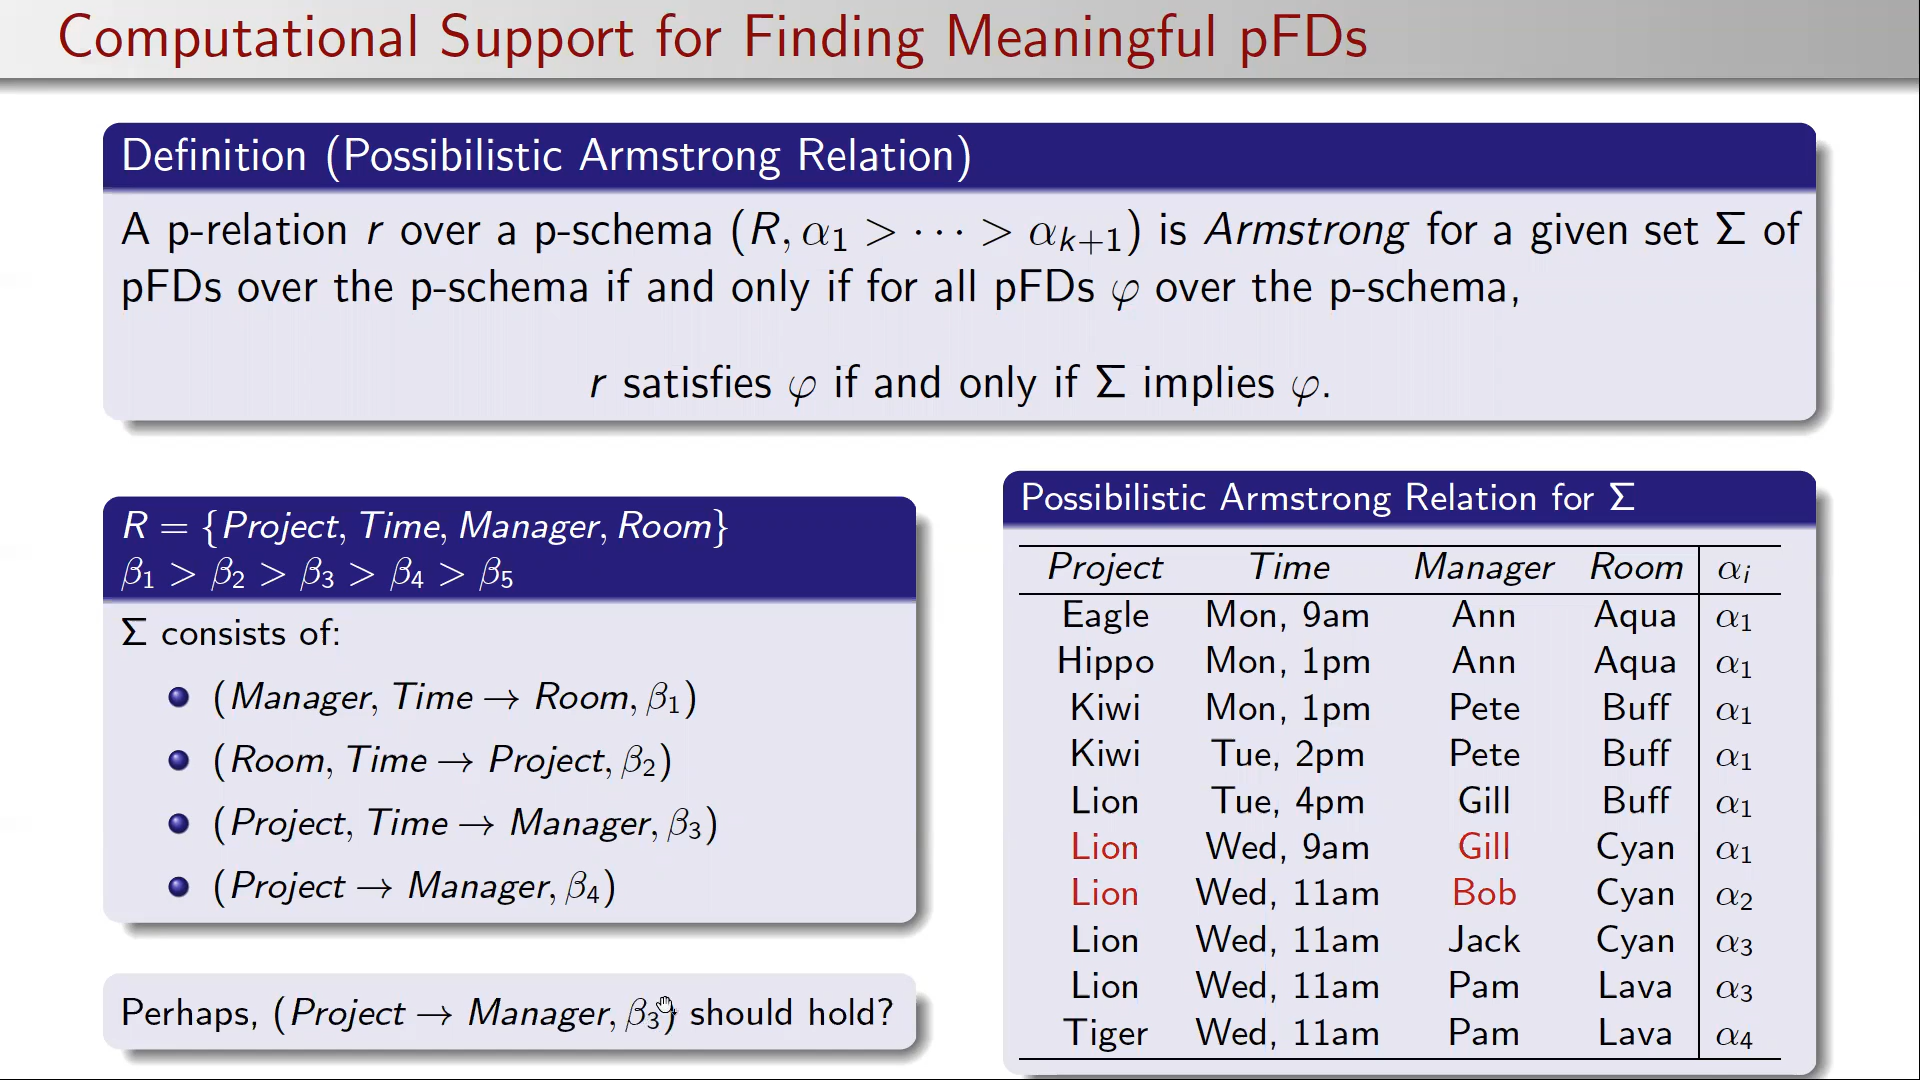 Computational Support for Finding Meaningful pFDs
Definition (Possibilistic Armstrong Relation)
A p-relation r over a p-schema (R, α₁ > ··· > αₖ₊₁) is Armstrong for a given set Σ of
pFDs over the p-schema if and only if for all pFDs φ over the p-schema,
r satisfies φ if and only if Σ implies φ.
R = {Project, Time, Manager, Room}
β₁ > β₂ > β₃ > β₄ > β₅
Σ consists of:
(Manager, Time → Room, β₁)
(Room, Time → Project, β₂)
(Project, Time → Manager, β₃)
(Project → Manager, β₄)
Perhaps, (Project → Manager, β₃) should hold?
Possibilistic Armstrong Relation for Σ
Project Time Manager Room αᵢ
Eagle Mon, 9am Ann Aqua α₁
Hippo Mon, 1pm Ann Aqua α₁
Kiwi Mon, 1pm Pete Buff α₁
Kiwi Tue, 2pm Pete Buff α₁
Lion Tue, 4pm Gill Buff α₁
Lion Wed, 9am Gill Cyan α₁
Lion Wed, 11am Bob Cyan α₂
Lion Wed, 11am Jack Cyan α₃
Lion Wed, 11am Pam Lava α₃
Tiger Wed, 11am Pam Lava α₄